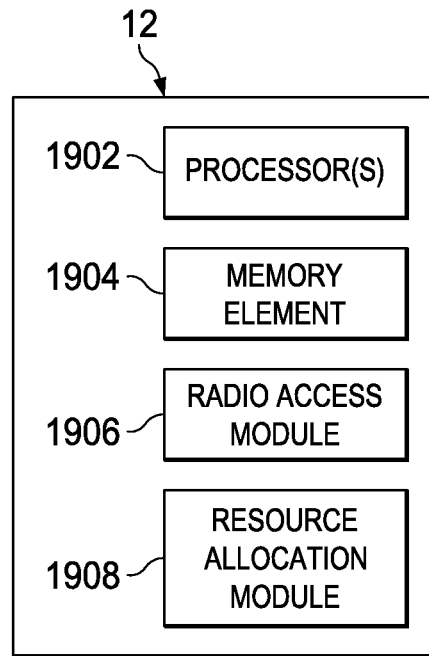 12
1902
PROCESSOR(S)
1904
MEMORY
ELEMENT
1906
RADIO ACCESS
MODULE
1908
RESOURCE
ALLOCATION
MODULE